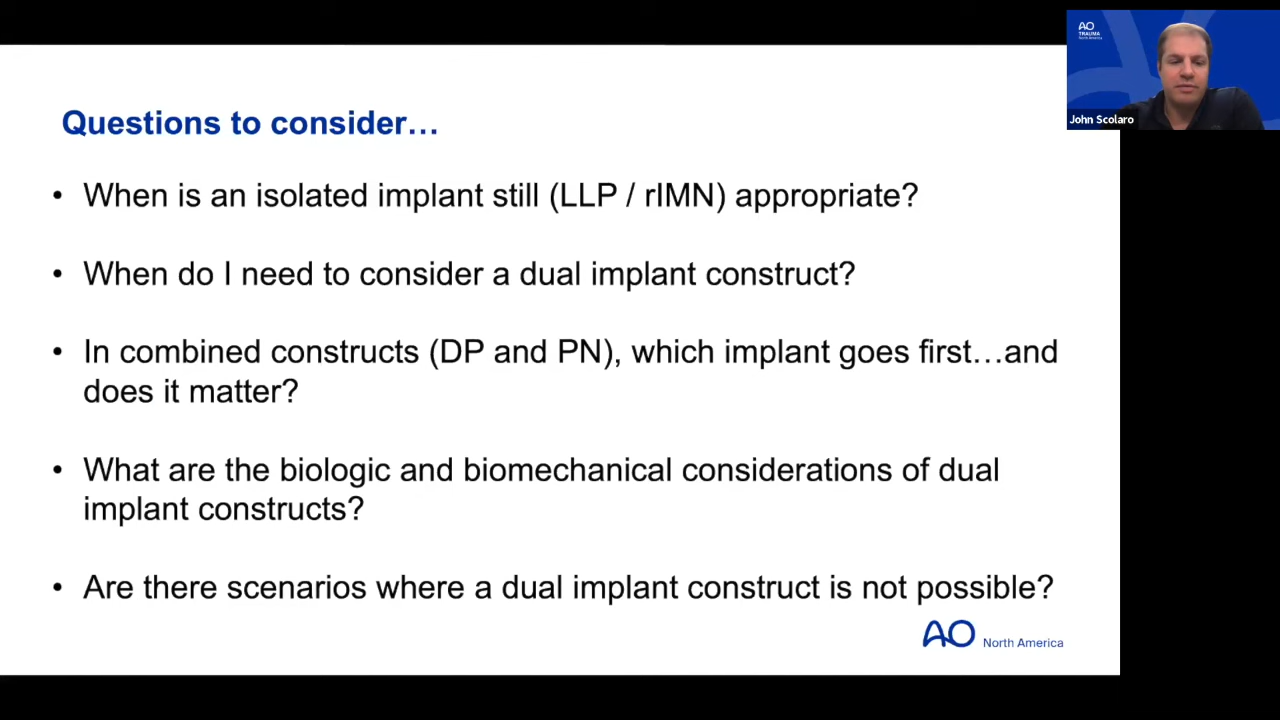 AO
TRAUMA
North America
John Scolaro
Questions to consider…
• When is an isolated implant still (LLP / rIMN) appropriate?
• When do I need to consider a dual implant construct?
• In combined constructs (DP and PN), which implant goes first…and
does it matter?
• What are the biologic and biomechanical considerations of dual
implant constructs?
• Are there scenarios where a dual implant construct is not possible?
AO North America